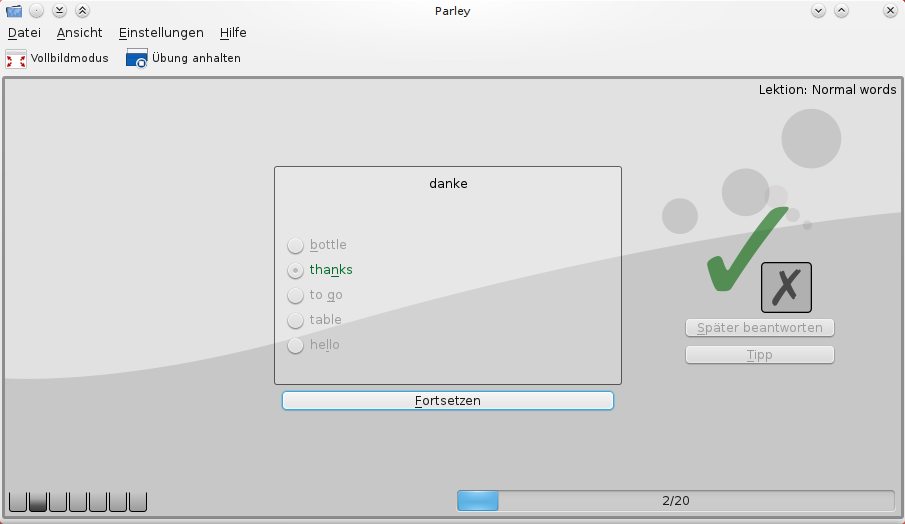 Parley
Datei Ansicht Einstellungen Hilfe
Vollbildmodus Übung anhalten
Lektion: Normal words
danke
bottle
thanks
to go
table
hello
Später beantworten
Tipp
Fortsetzen
2/20